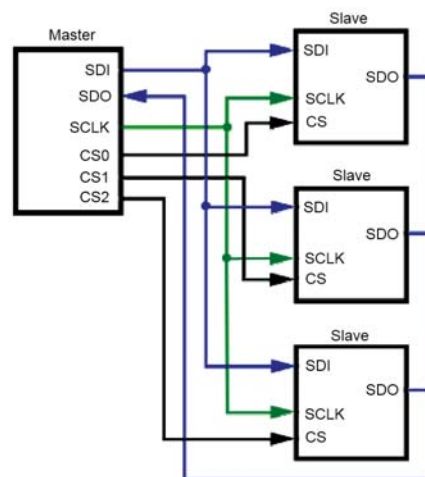 Master
SDI
SDO
SCLK
CS0
CS1
CS2
Slave
SDI
SDO
SCLK
CS
Slave
SDI
SDO
SCLK
CS
Slave
SDI
SDO
SCLK
CS